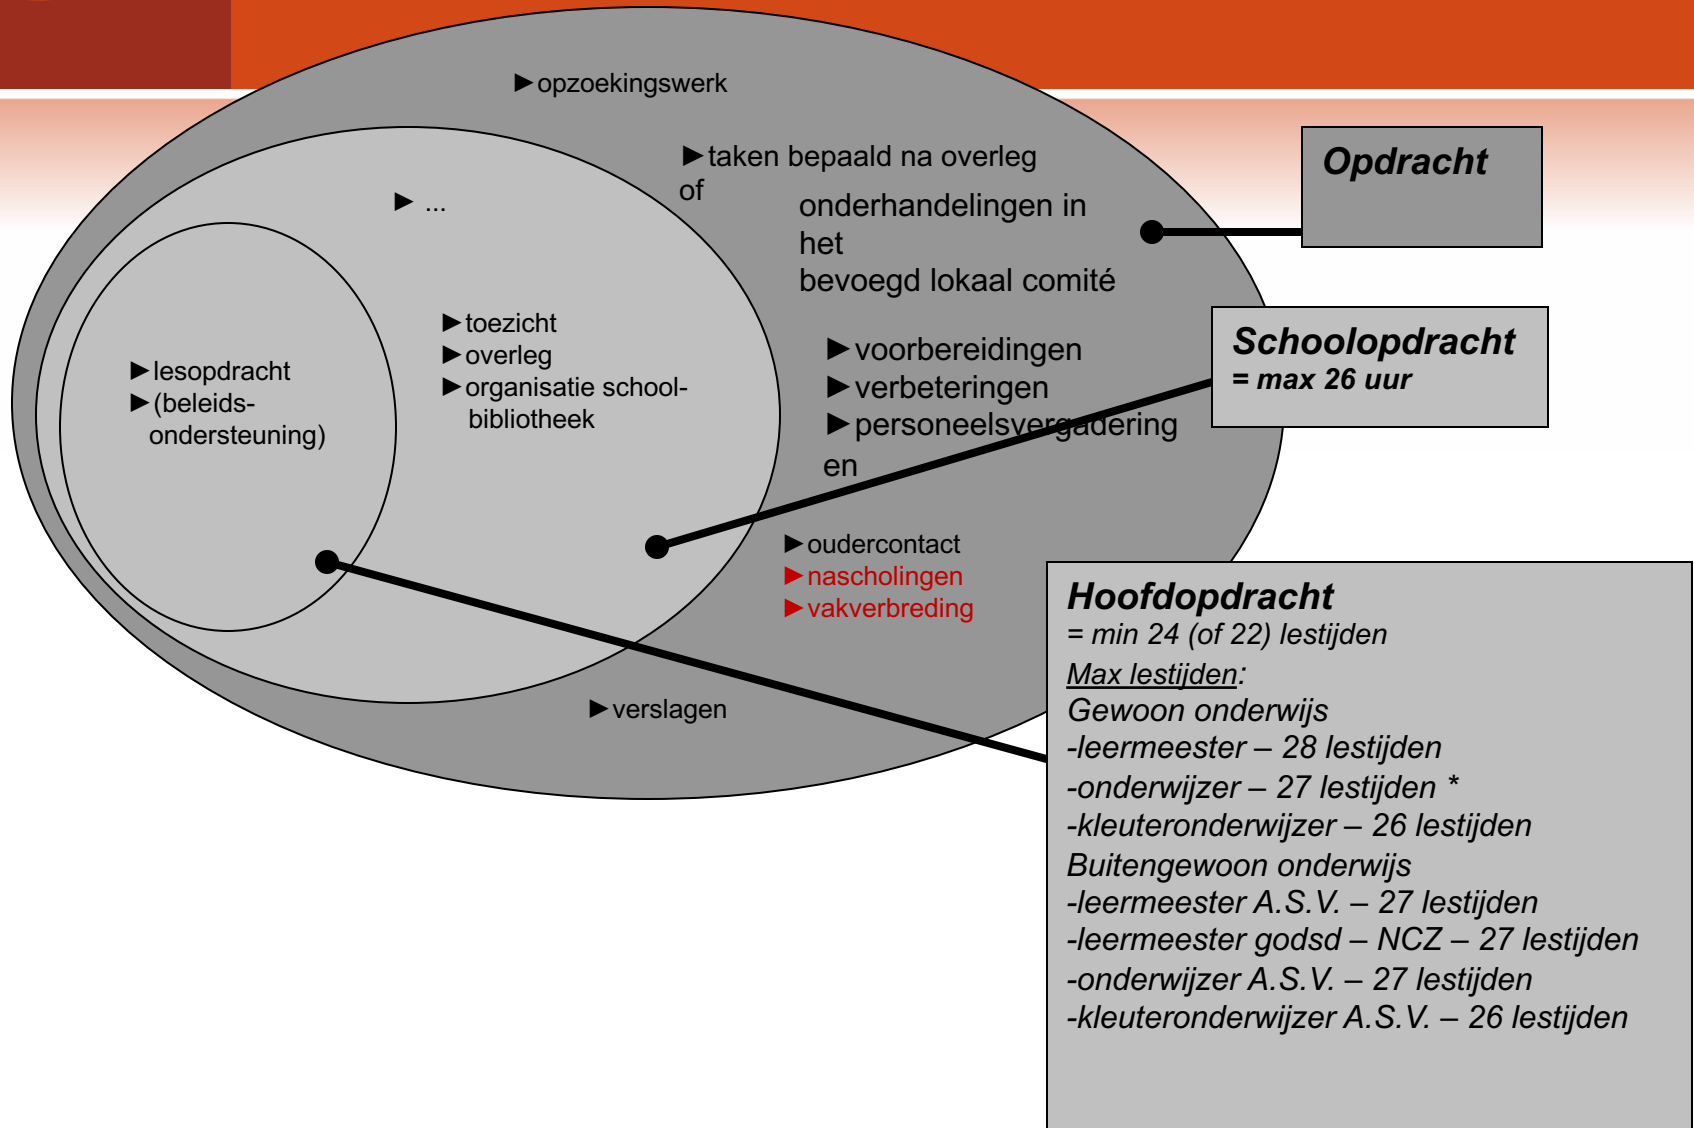 ►opzoekingswerk
►taken bepaald na overleg
of
onderhandelingen in
het
bevoegd lokaal comité
► ...
►toezicht
►overleg
►organisatie school-
bibliotheek
►lesopdracht
►(beleids-
ondersteuning)
►voorbereidingen
►verbeteringen
►personeelsvergadering
en
►oudercontact
►nascholingen
►vakverbreding
►verslagen
Opdracht
Schoolopdracht
= max 26 uur
Hoofdopdracht
= min 24 (of 22) lestijden
Max lestijden:
Gewoon onderwijs
-leermeester – 28 lestijden
-onderwijzer – 27 lestijden *
-kleuteronderwijzer – 26 lestijden
Buitengewoon onderwijs
-leermeester A.S.V. – 27 lestijden
-leermeester godsd – NCZ – 27 lestijden
-onderwijzer A.S.V. – 27 lestijden
-kleuteronderwijzer A.S.V. – 26 lestijden